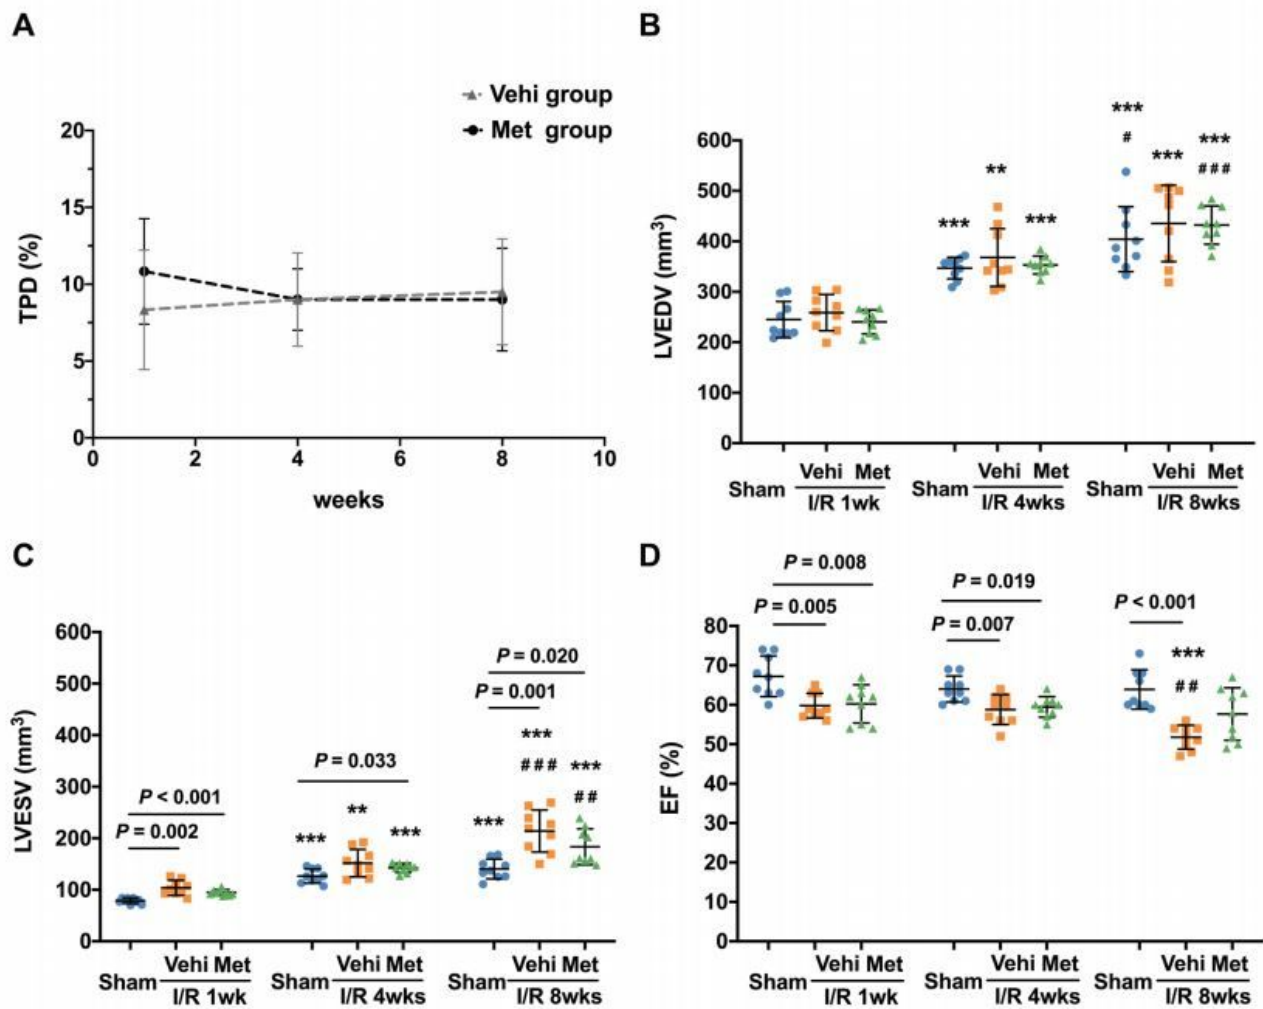 A
Vehi group
Met group
20
15
10
5
0
TPD (%)
0 2 4 6 8 10
weeks
B
600
500
400
300
200
100
0
LVEDV (mm³)
*** ** ***
*** # *** *** ###
Sham Vehi Met Sham Vehi Met Sham Vehi Met
I/R 1wk I/R 4wks I/R 8wks
C
600
500
400
300
200
100
0
LVESV (mm³)
P < 0.001
P = 0.002
P = 0.033
*** ** ***
P = 0.020
P = 0.001
*** *** ### *** ##
Sham Vehi Met Sham Vehi Met Sham Vehi Met
I/R 1wk I/R 4wks I/R 8wks
D
80
70
60
50
40
30
20
10
0
EF (%)
P = 0.008
P = 0.005
P = 0.019
P = 0.007
P < 0.001
***
##
Sham Vehi Met Sham Vehi Met Sham Vehi Met
I/R 1wk I/R 4wks I/R 8wks